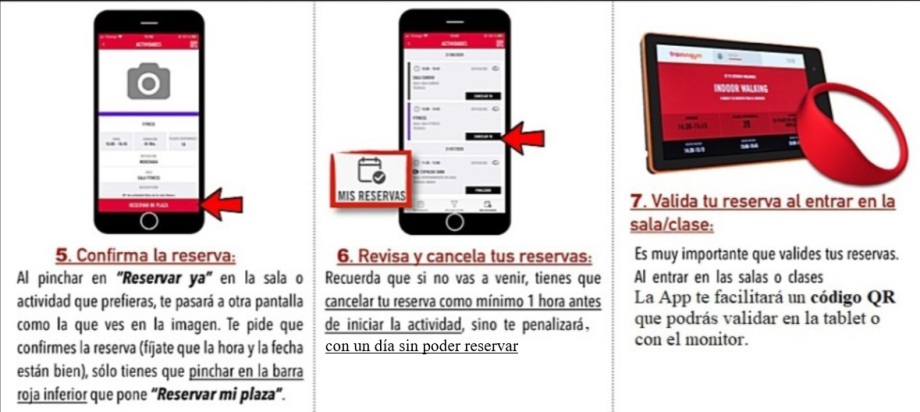 ACTIVIDADES
FITNESS
RESERVAR MI PLAZA
5. Confirma la reserva:
Al pinchar en "Reservar ya" en la sala o
actividad que prefieras, te pasará a otra pantalla
como la que ves en la imagen. Te pide que
confirmes la reserva (fíjate que la hora y la fecha
están bien), sólo tienes que pinchar en la barra
roja inferior que pone "Reservar mi plaza".
ACTIVIDADES
MIS RESERVAS
6. Revisa y cancela tus reservas:
Recuerda que si no vas a venir, tienes que
cancelar tu reserva como mínimo 1 hora antes
de iniciar la actividad, sino te penalizará,
con un día sin poder reservar
INDOOR WALKING
7. Valida tu reserva al entrar en la
sala/clase:
Es muy importante que valides tus reservas.
Al entrar en las salas o clases
La App te facilitará un código QR
que podrás validar en la tablet o
con el monitor.